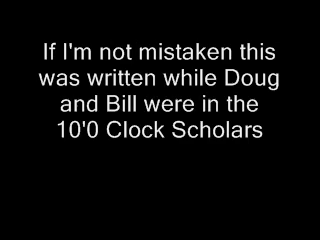 If I'm not mistaken this
was written while Doug
and Bill were in the
10'0 Clock Scholars